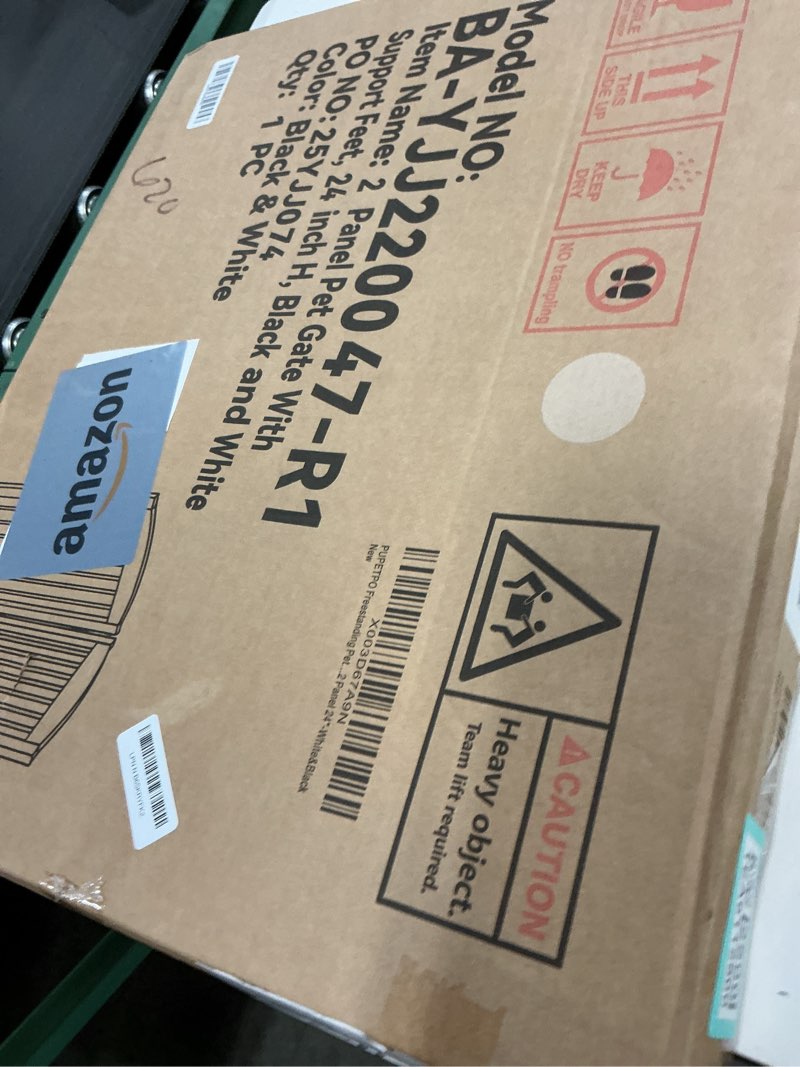 Model NO:
BA-YJJ2200 47-R1
Item Name: 2 Panel Pet Gate With
Support Feet, 24 inch H, Black and White
PO NO: 25YJJ074
Color: Black & White
Qty: 1 PC
620
amazon
THIS
SIDE UP
KEEP
DRY
NO trampling
CAUTION
Heavy object.
Team lift required.
X003D67A9N
PUPETPO Freestanding Pet...2 Panel 24",White&Black
New